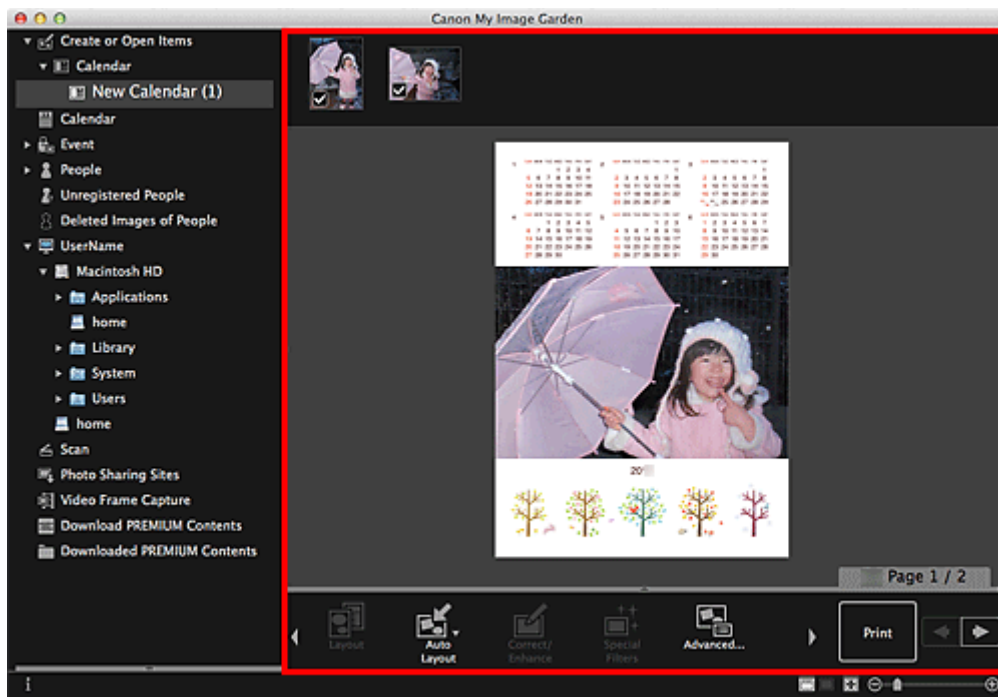 Canon My Image Garden
Create or Open Items
Calendar
New Calendar (1)
Calendar
Event
People
Unregistered People
Deleted Images of People
UserName
Macintosh HD
Applications
home
Library
System
Users
home
Scan
Photo Sharing Sites
Video Frame Capture
Download PREMIUM Contents
Downloaded PREMIUM Contents
20
Page 1 / 2
Layout
Auto
Layout
Correct/
Enhance
Special
Filters
Advanced...
Print